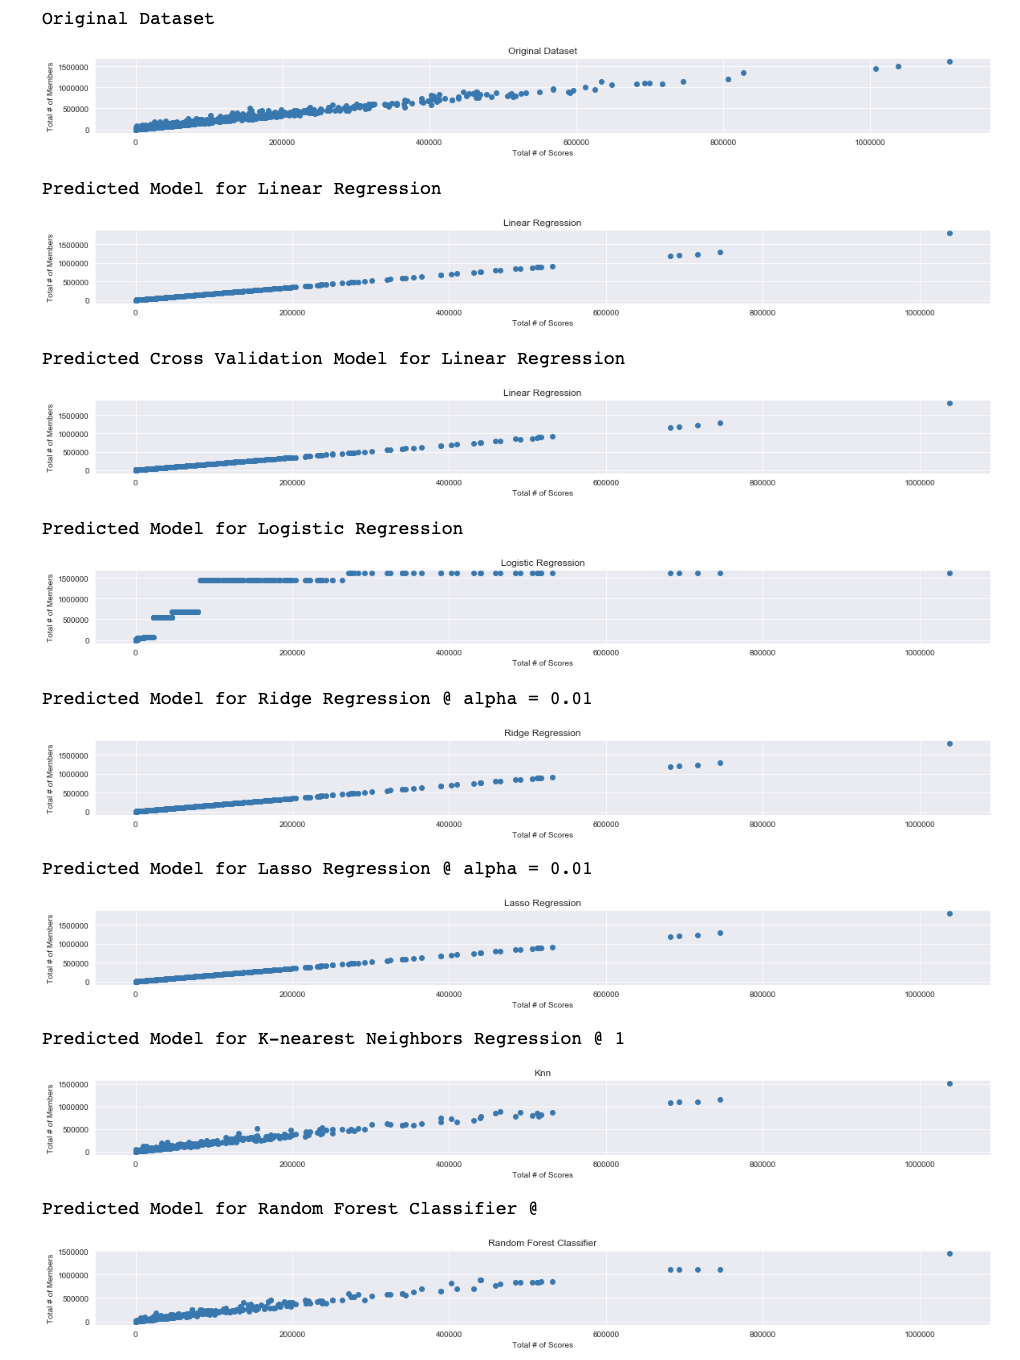 Original Dataset
Original Dataset
Total # of Members
1500000
1000000
500000
0
0 200000 400000 600000 800000 1000000
Total # of Scores
Predicted Model for Linear Regression
Linear Regression
Total # of Members
1500000
1000000
500000
0
0 200000 400000 600000 800000 1000000
Total # of Scores
Predicted Cross Validation Model for Linear Regression
Linear Regression
Total # of Members
1500000
1000000
500000
0
0 200000 400000 600000 800000 1000000
Total # of Scores
Predicted Model for Logistic Regression
Logistic Regression
Total # of Members
1500000
1000000
500000
0
0 200000 400000 600000 800000 1000000
Total # of Scores
Predicted Model for Ridge Regression @ alpha = 0.01
Ridge Regression
Total # of Members
1500000
1000000
500000
0
0 200000 400000 600000 800000 1000000
Total # of Scores
Predicted Model for Lasso Regression @ alpha = 0.01
Lasso Regression
Total # of Members
1500000
1000000
500000
0
0 200000 400000 600000 800000 1000000
Total # of Scores
Predicted Model for K-nearest Neighbors Regression @ 1
Knn
Total # of Members
1500000
1000000
500000
0
0 200000 400000 600000 800000 1000000
Total # of Scores
Predicted Model for Random Forest Classifier @
Random Forest Classifier
Total # of Members
1500000
1000000
500000
0
0 200000 400000 600000 800000 1000000
Total # of Scores